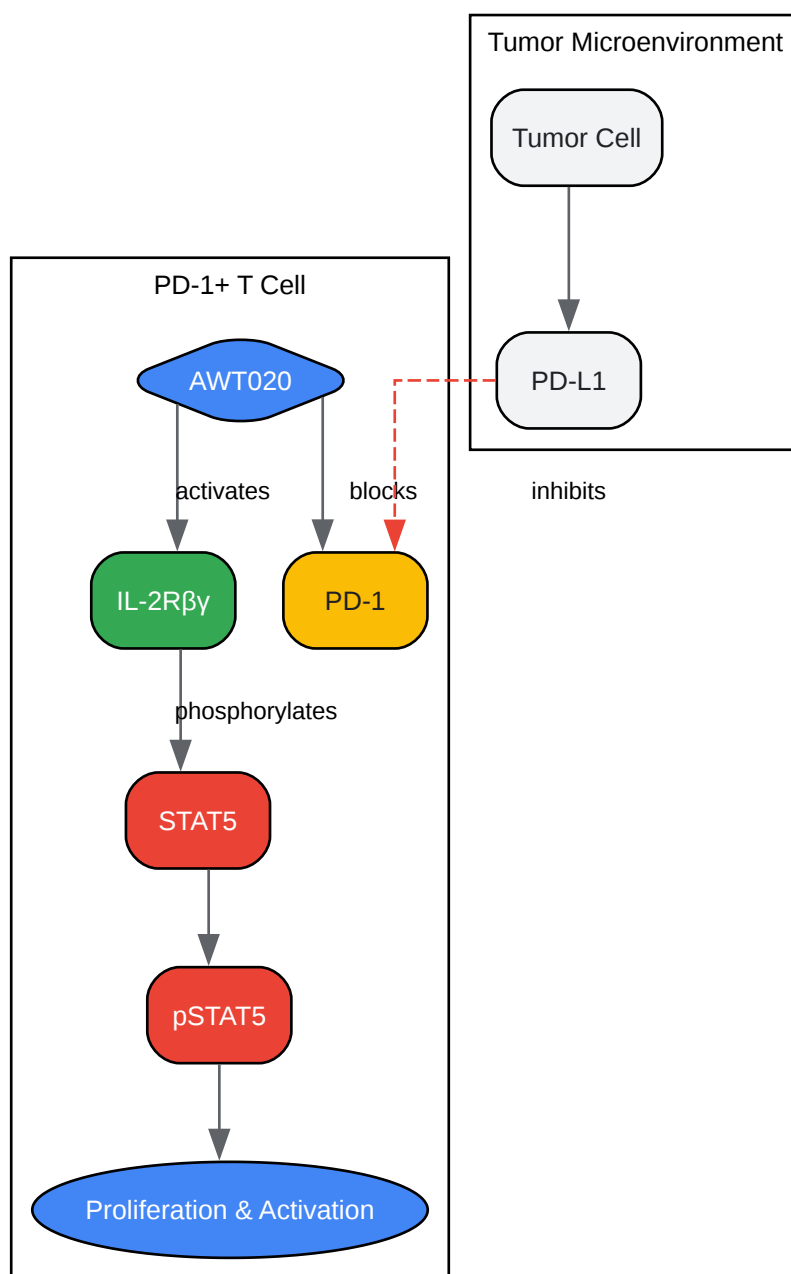 Tumor Microenvironment
Tumor Cell
PD-1+ T Cell
AWT020
PD-L1
activates
blocks
inhibits
IL-2Rβγ
PD-1
phosphorylates
STAT5
pSTAT5
Proliferation & Activation